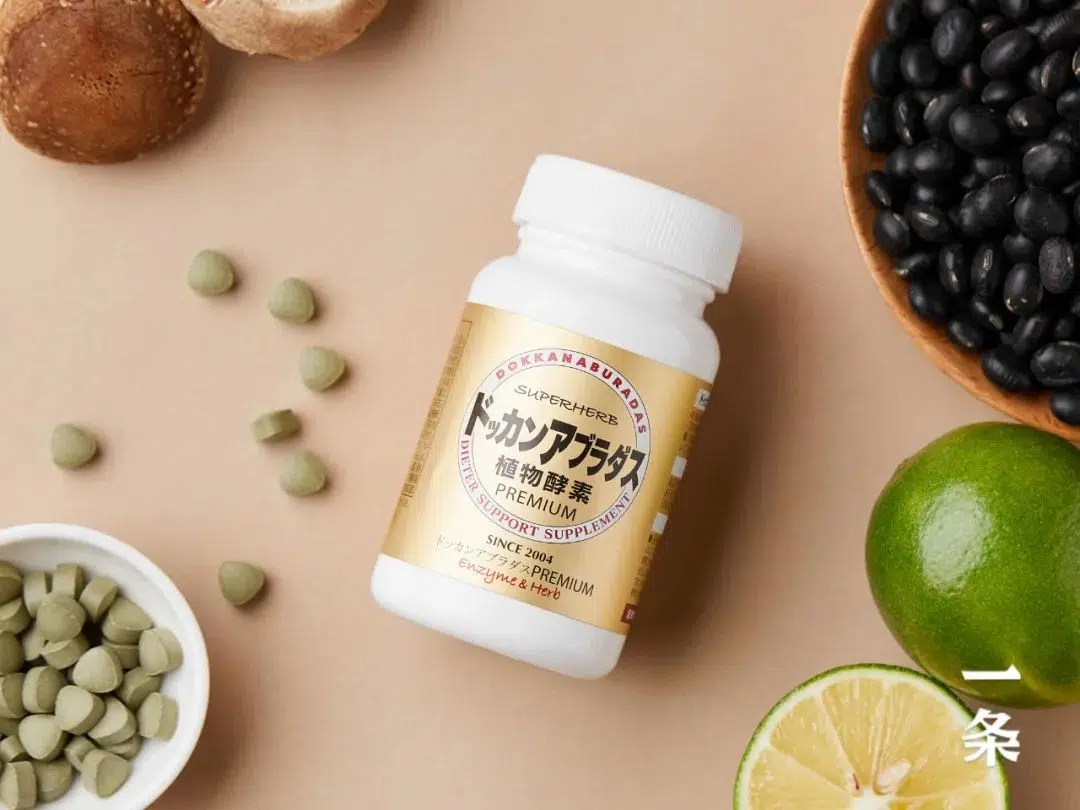 DOKKANABURADAS
SUPERHERB
ドッカンアブラダス
植物酵素
PREMIUM
DIETER SUPPORT SUPPLEMENT
SINCE 2004
ドッカンアブラダスPREMIUM
Enzyme & Herb
一条